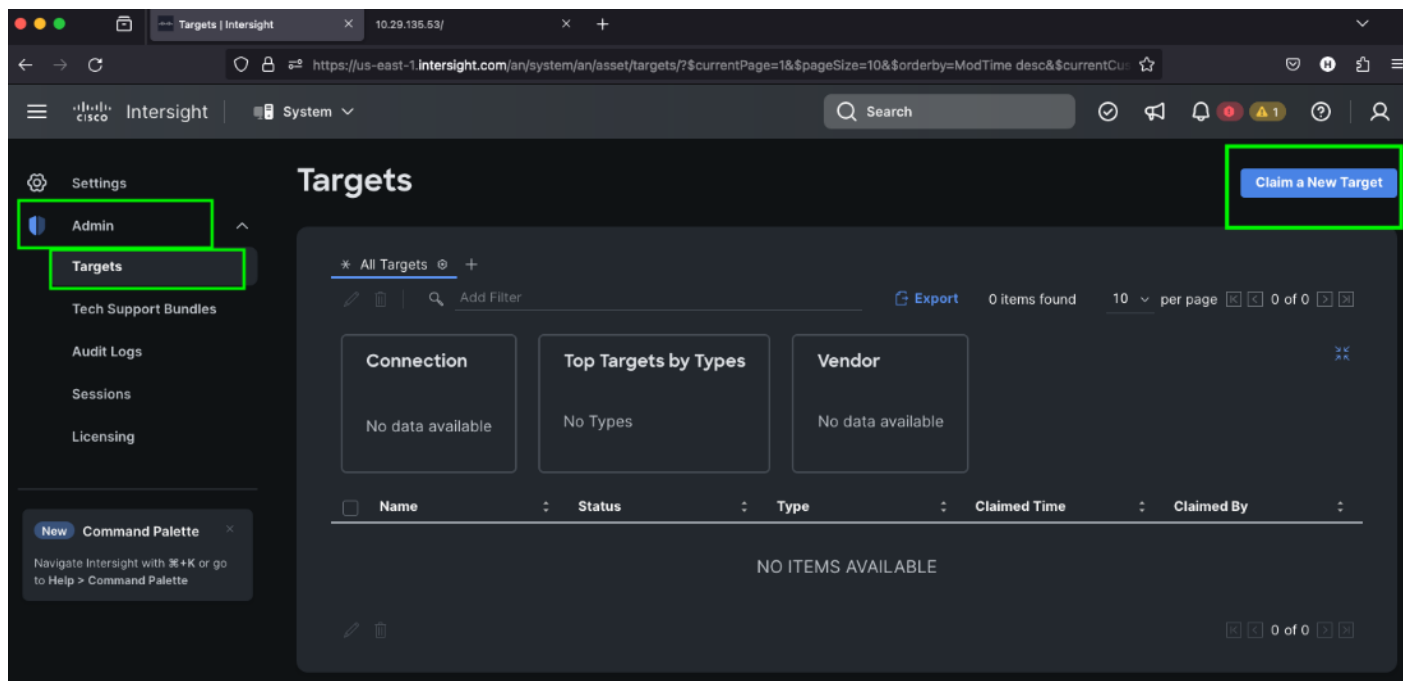 Targets | Intersight
10.29.135.53/
https://us-east-1.intersight.com/an/system/an/asset/targets/?$currentPage=1&$pageSize=10&$orderby=ModTime desc&$currentCus
CISCO Intersight System Search 1
Settings
Targets
Claim a New Target
Admin
Targets
Tech Support Bundles
Audit Logs
Sessions
Licensing
All Targets
Add Filter Export 0 items found 10 per page 0 of 0
Connection
No data available
Top Targets by Types
No Types
Vendor
No data available
Name Status Type Claimed Time Claimed By
NO ITEMS AVAILABLE
0 of 0
New Command Palette
Navigate Intersight with ⌘+K or go
to Help > Command Palette